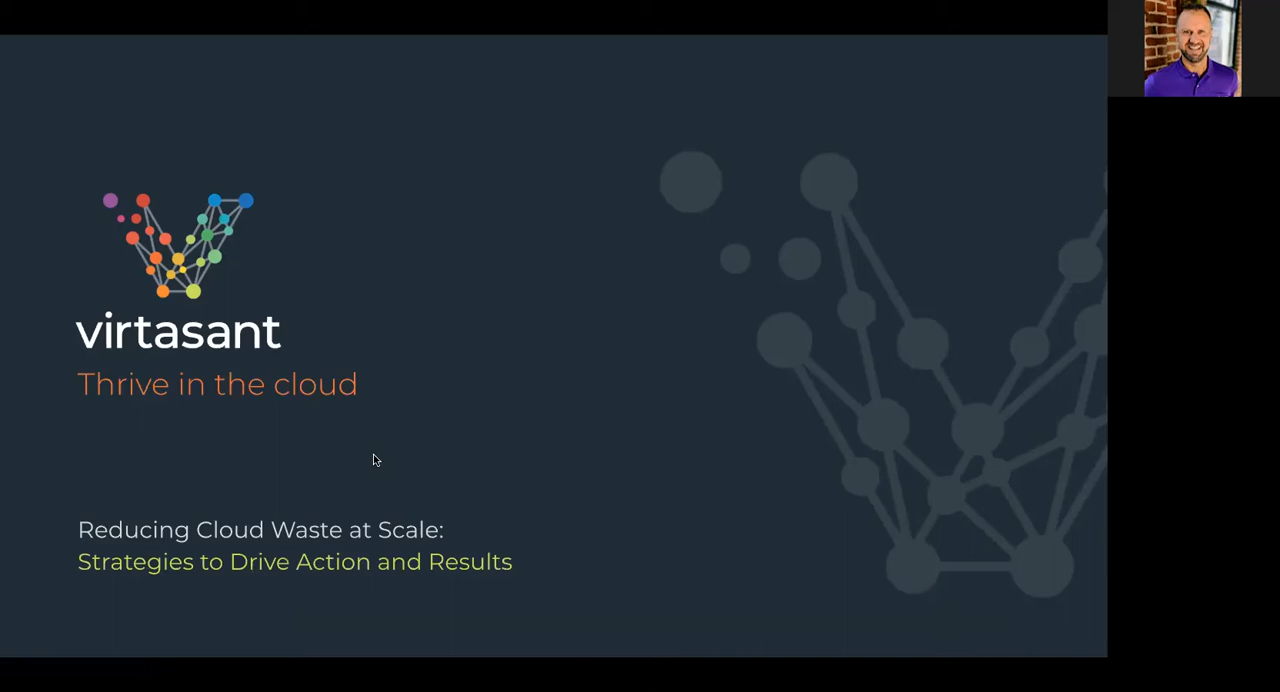 virtasant
Thrive in the cloud
Reducing Cloud Waste at Scale:
Strategies to Drive Action and Results